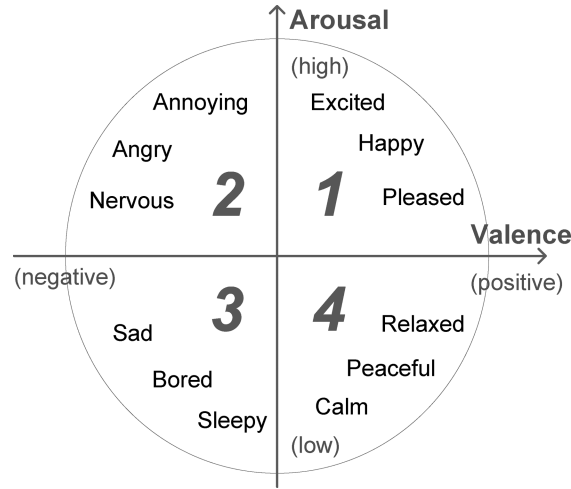 Arousal
(high)
Annoying
Excited
Angry
Happy
Nervous
2
1
Pleased
Valence
(negative)
(positive)
3
4
Sad
Relaxed
Bored
Peaceful
Sleepy
Calm
(low)